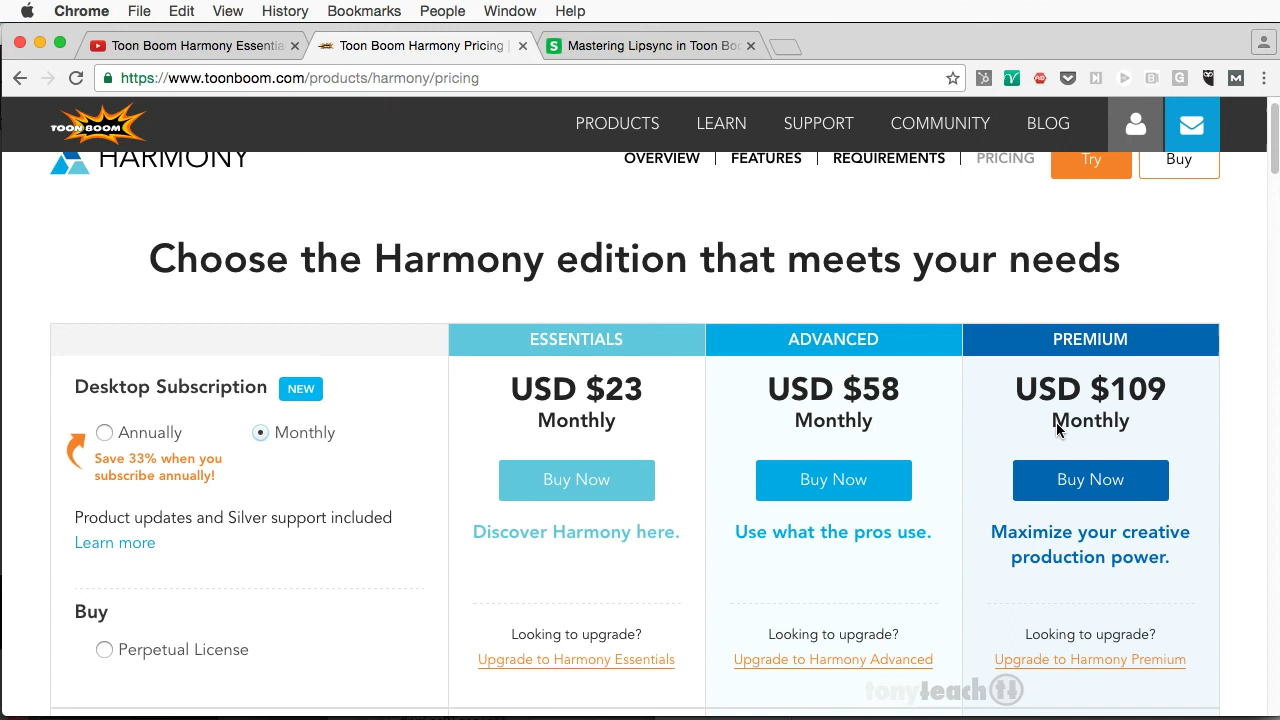 Chrome File Edit View History Bookmarks People Window Help
Toon Boom Harmony Essentia
Toon Boom Harmony Pricing
S Mastering Lipsync in Toon Bo
https://www.toonboom.com/products/harmony/pricing
TOON BOOM
PRODUCTS LEARN SUPPORT COMMUNITY BLOG
HARMONY
OVERVIEW FEATURES REQUIREMENTS PRICING Try Buy
Choose the Harmony edition that meets your needs
ESSENTIALS ADVANCED PREMIUM
Desktop Subscription NEW
USD $23 USD $58 USD $109
Monthly Monthly Monthly
Annually Monthly
Save 33% when you
subscribe annually!
Buy Now Buy Now Buy Now
Product updates and Silver support included
Learn more
Discover Harmony here.
Use what the pros use.
Maximize your creative
production power.
Buy
Perpetual License
Looking to upgrade? Looking to upgrade? Looking to upgrade?
Upgrade to Harmony Essentials Upgrade to Harmony Advanced Upgrade to Harmony Premium
tonyteach